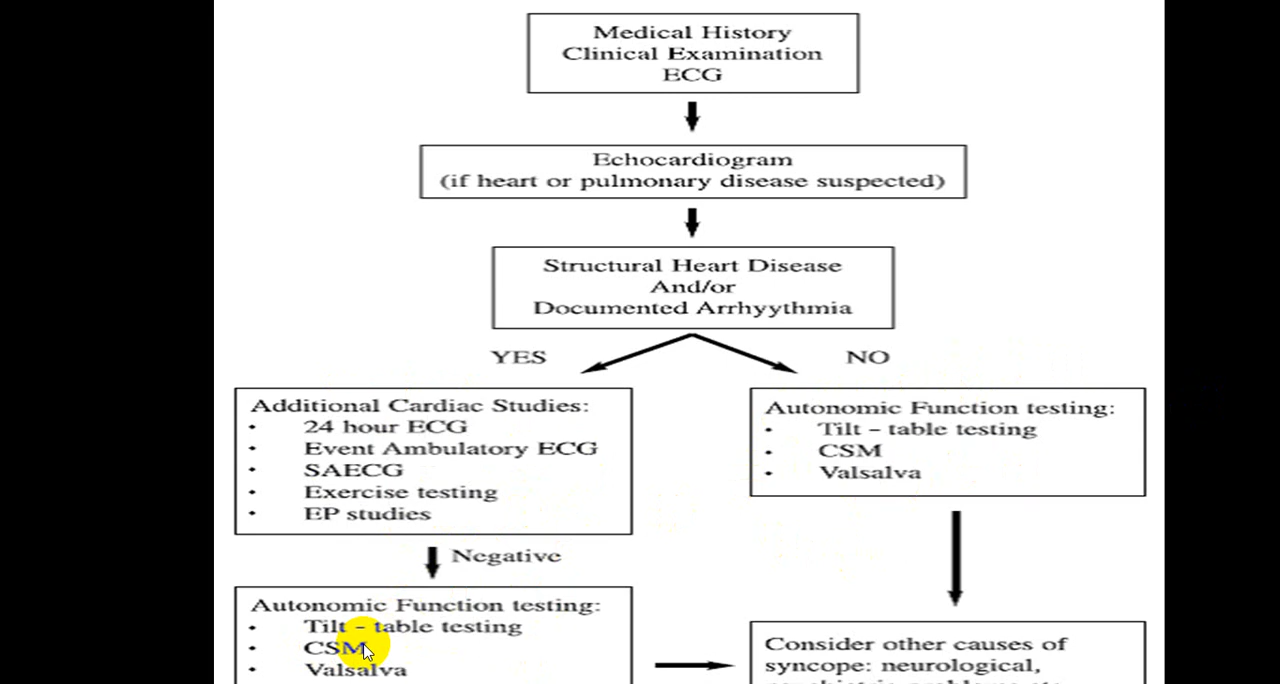 Medical History
Clinical Examination
ECG
Echocardiogram
(if heart or pulmonary disease suspected)
Structural Heart Disease
And/or
Documented Arrhyythmia
YES
NO
Additional Cardiac Studies:
• 24 hour ECG
• Event Ambulatory ECG
• SAECG
• Exercise testing
• EP studies
Autonomic Function testing:
• Tilt - table testing
• CSM
• Valsalva
Negative
Autonomic Function testing:
• Tilt - table testing
• CSM
• Valsalva
Consider other causes of
syncope: neurological,